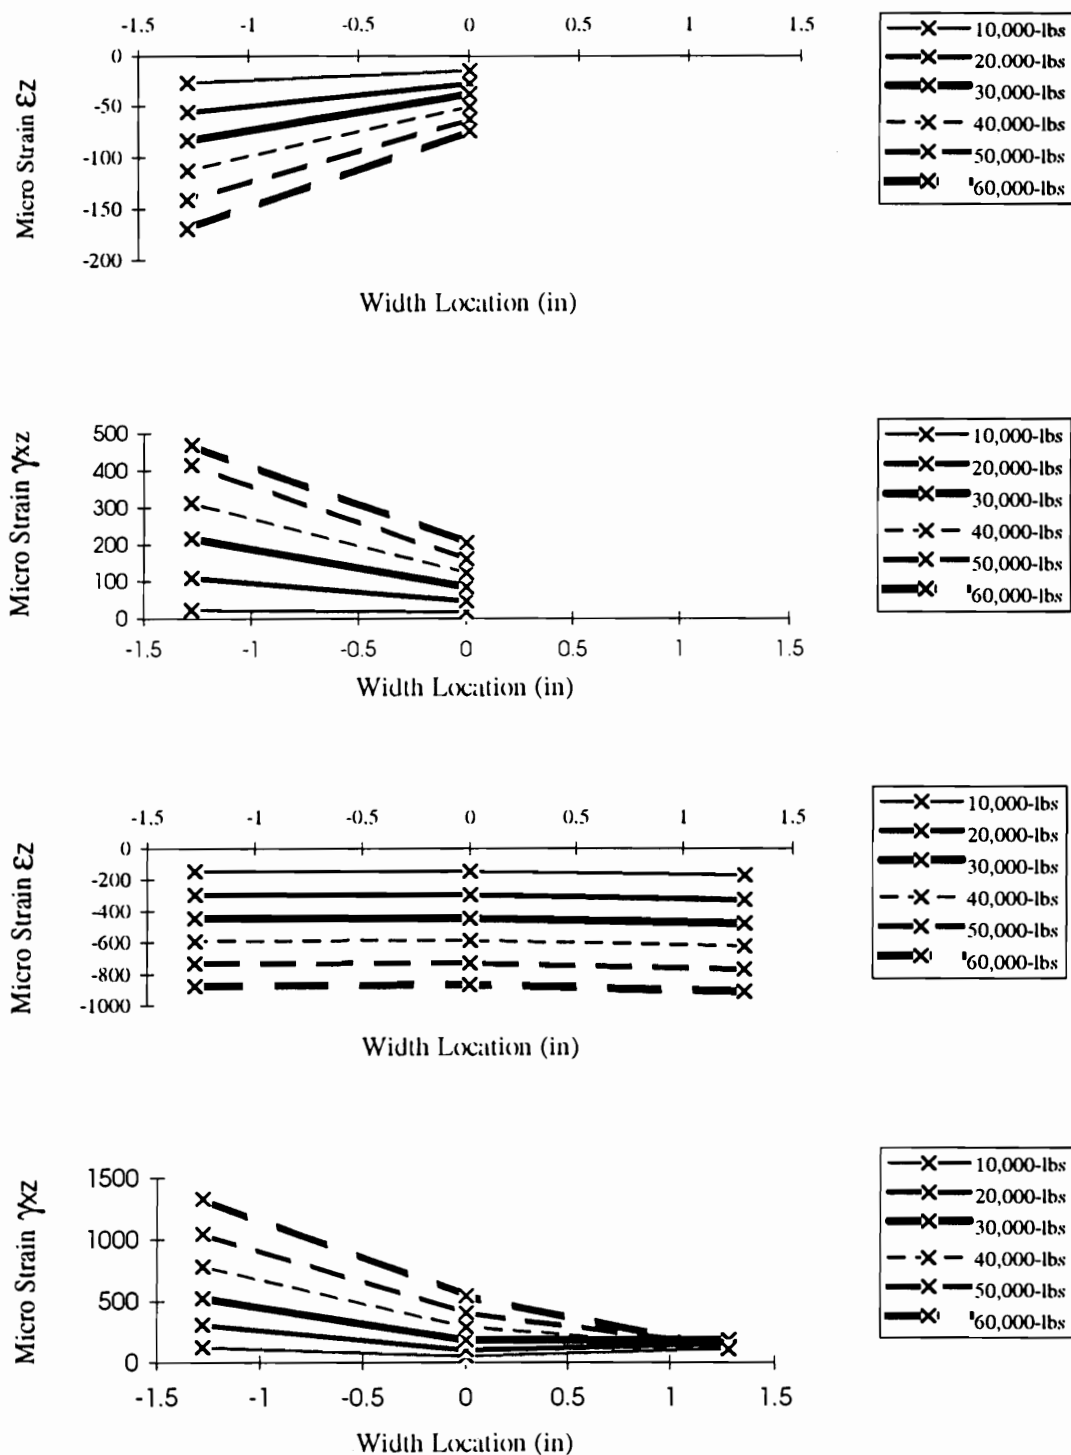 -1.5 -1 -0.5 0 0.5 1 1.5
0
-50
-100
-150
-200
Micro Strain εz
Width Location (in)
10,000-lbs
20,000-lbs
30,000-lbs
40,000-lbs
50,000-lbs
60,000-lbs
500
400
300
200
100
0
Micro Strain γxz
-1.5 -1 -0.5 0 0.5 1 1.5
Width Location (in)
10,000-lbs
20,000-lbs
30,000-lbs
40,000-lbs
50,000-lbs
60,000-lbs
-1.5 -1 -0.5 0 0.5 1 1.5
0
-200
-400
-600
-800
-1000
Micro Strain εz
Width Location (in)
10,000-lbs
20,000-lbs
30,000-lbs
40,000-lbs
50,000-lbs
60,000-lbs
1500
1000
500
0
Micro Strain γxz
-1.5 -1 -0.5 0 0.5 1 1.5
Width Location (in)
10,000-lbs
20,000-lbs
30,000-lbs
40,000-lbs
50,000-lbs
60,000-lbs